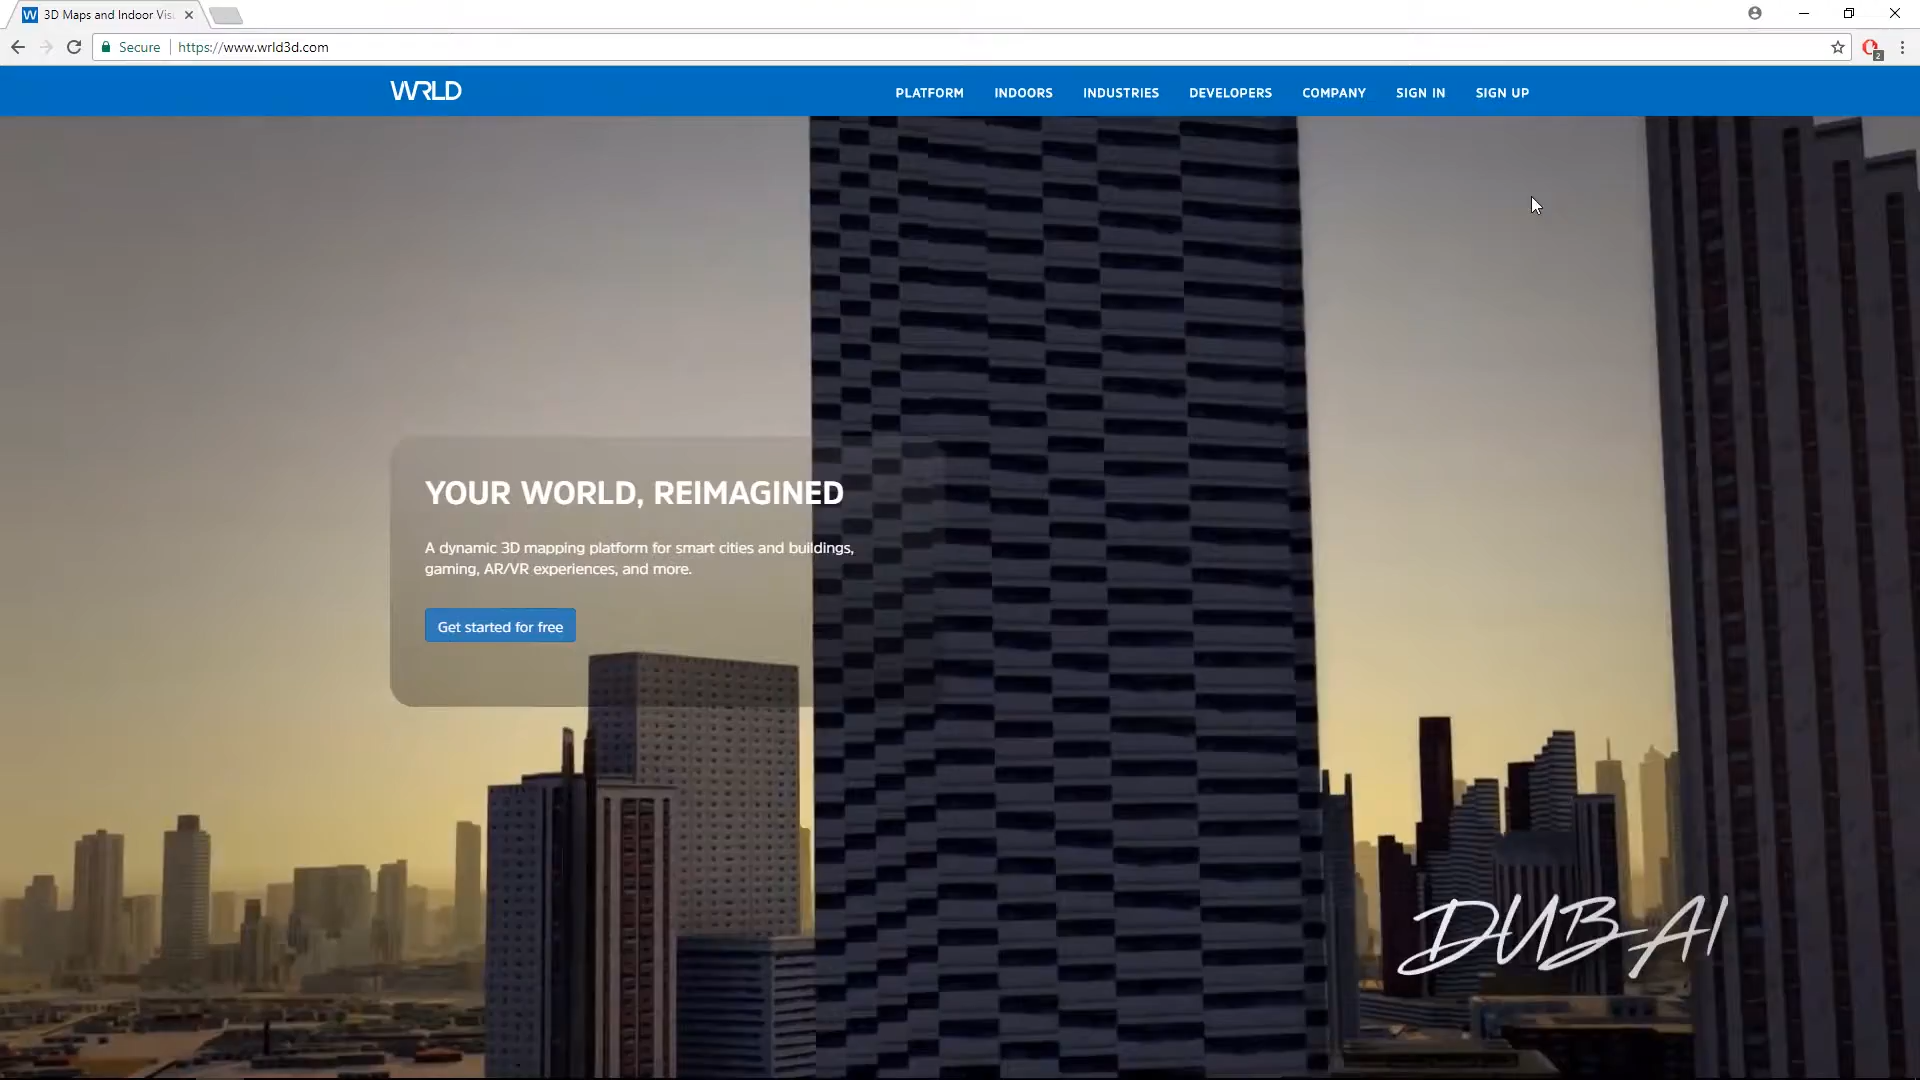 3D Maps and Indoor Vis
Secure
https://www.wrld3d.com
2
WRLD
PLATFORM
INDOORS
INDUSTRIES
DEVELOPERS
COMPANY
SIGN IN
SIGN UP
YOUR WORLD, REIMAGINED
A dynamic 3D mapping platform for smart cities and buildings,
gaming, AR/VR experiences, and more.
Get started for free
DUBAI